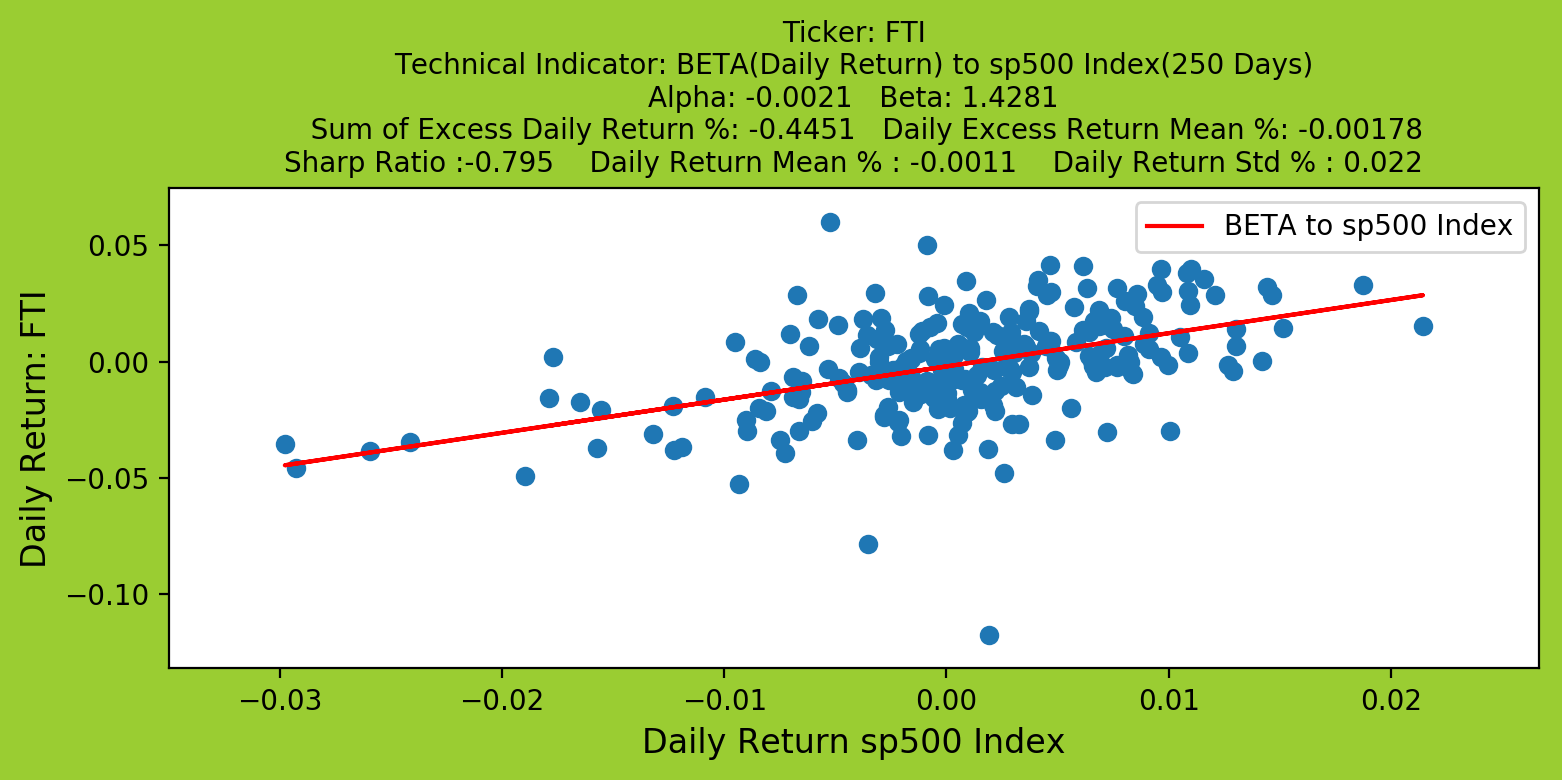 Ticker: FTI
Technical Indicator: BETA(Daily Return) to sp500 Index(250 Days)
Alpha: -0.0021 Beta: 1.4281
Sum of Excess Daily Return %: -0.4451 Daily Excess Return Mean %: -0.00178
Sharp Ratio :-0.795 Daily Return Mean % : -0.0011 Daily Return Std % : 0.022
BETA to sp500 Index
Daily Return: FTI
0.05
0.00
−0.05
−0.10
−0.03 −0.02 −0.01 0.00 0.01 0.02
Daily Return sp500 Index